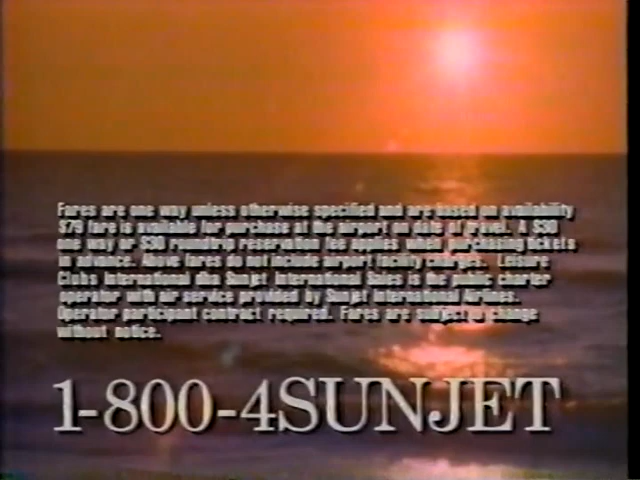 Fares are one way unless otherwise specified and are based on availability
$79 fare is available for purchase at the airport on date of travel. A $30
one way or $30 roundtrip reservation fee applies when purchasing tickets
in advance. Above fares do not include airport facility charges. Leisure
Clubs International dba Sunjet International Sales is the public charter
operator with air service provided by Sunjet International Airlines.
Operator participant contract required. Fares are subject to change
without notice.
1-800-4SUNJET